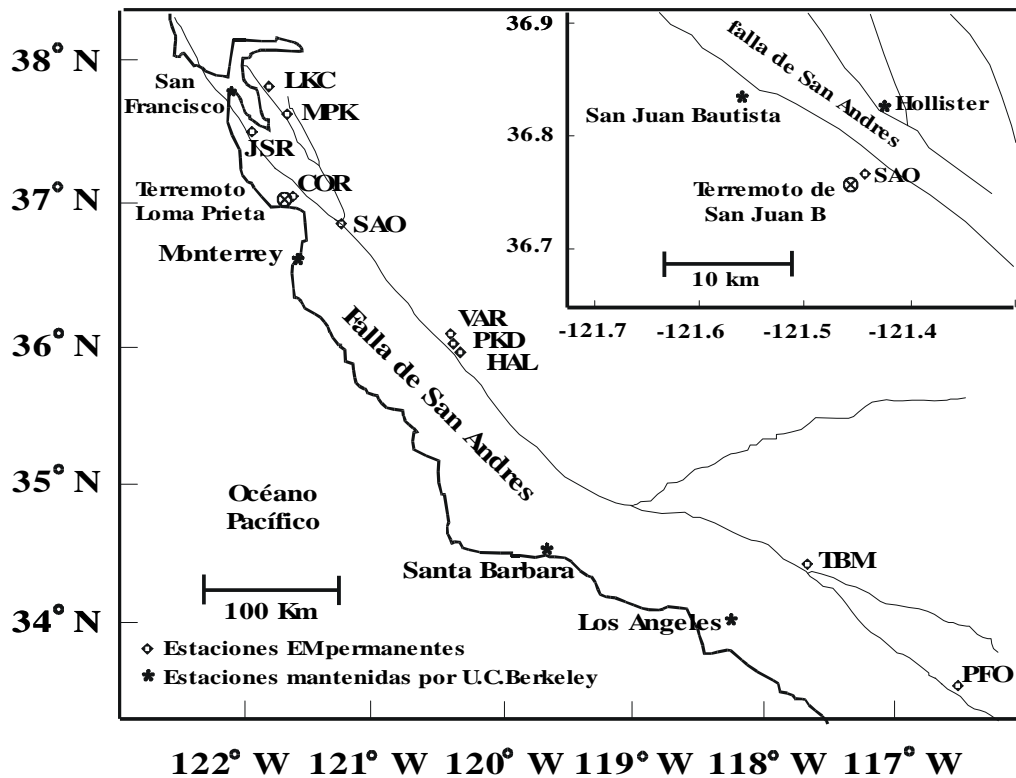 38° N
37° N
36° N
35° N
34° N
San
Francisco
LKC
MPK
JSR
COR
Terremoto
Loma Prieta
SAO
Monterrey
VAR
PKD
HAL
Falla de San Andres
Océano
Pacífico
Santa Barbara
TBM
Los Angeles
PFO
100 Km
Estaciones EMpermanentes
Estaciones mantenidas por U.C.Berkeley
122° W 121° W 120° W 119° W 118° W 117° W
36.9
36.8
36.7
falla de San Andres
San Juan Bautista
Hollister
SAO
Terremoto de
San Juan B
10 km
-121.7 -121.6 -121.5 -121.4